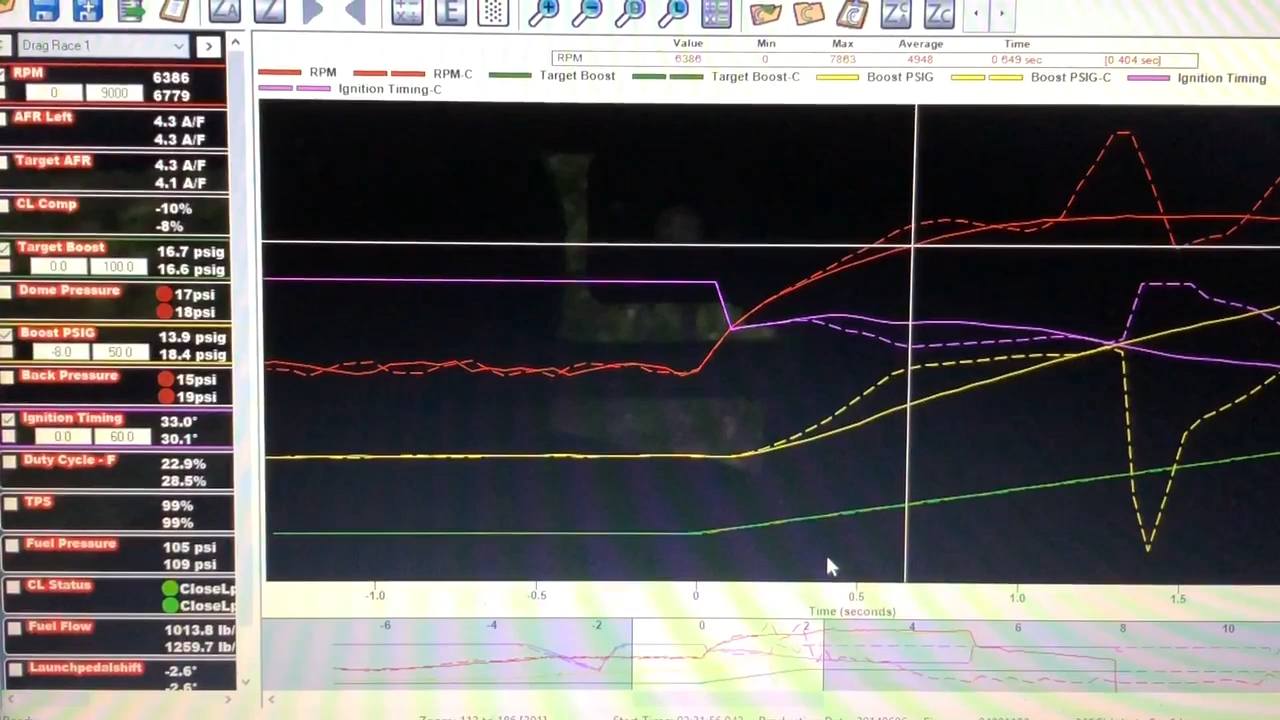 Drag Race 1
Value Min Max Average Time
RPM 6386 0 7863 4948 0.649 sec [0.404 sec]
RPM RPM-C Target Boost Target Boost-C Boost PSIG Boost PSIG-C Ignition Timing
Ignition Timing-C
RPM 6386
0 9000 6779
AFR Left 4.3 A/F
4.3 A/F
Target AFR 4.3 A/F
4.1 A/F
CL Comp -10%
-8%
Target Boost 16.7 psig
0.0 100.0 16.6 psig
Dome Pressure 17psi
18psi
Boost PSIG 13.9 psig
-8.0 50.0 18.4 psig
Back Pressure 15psi
19psi
Ignition Timing 33.0°
0.0 60.0 30.1°
Duty Cycle - F 22.9%
28.5%
TPS 99%
99%
Fuel Pressure 105 psi
109 psi
CL Status CloseLp
CloseLp
Fuel Flow 1013.8 lb/
1259.7 lb/
Launchpedalshift -2.6°
-2.6°
-1.0 -0.5 0 0.5 1.0 1.5
Time (seconds)
-6 -4 -2 0 2 4 6 8 10